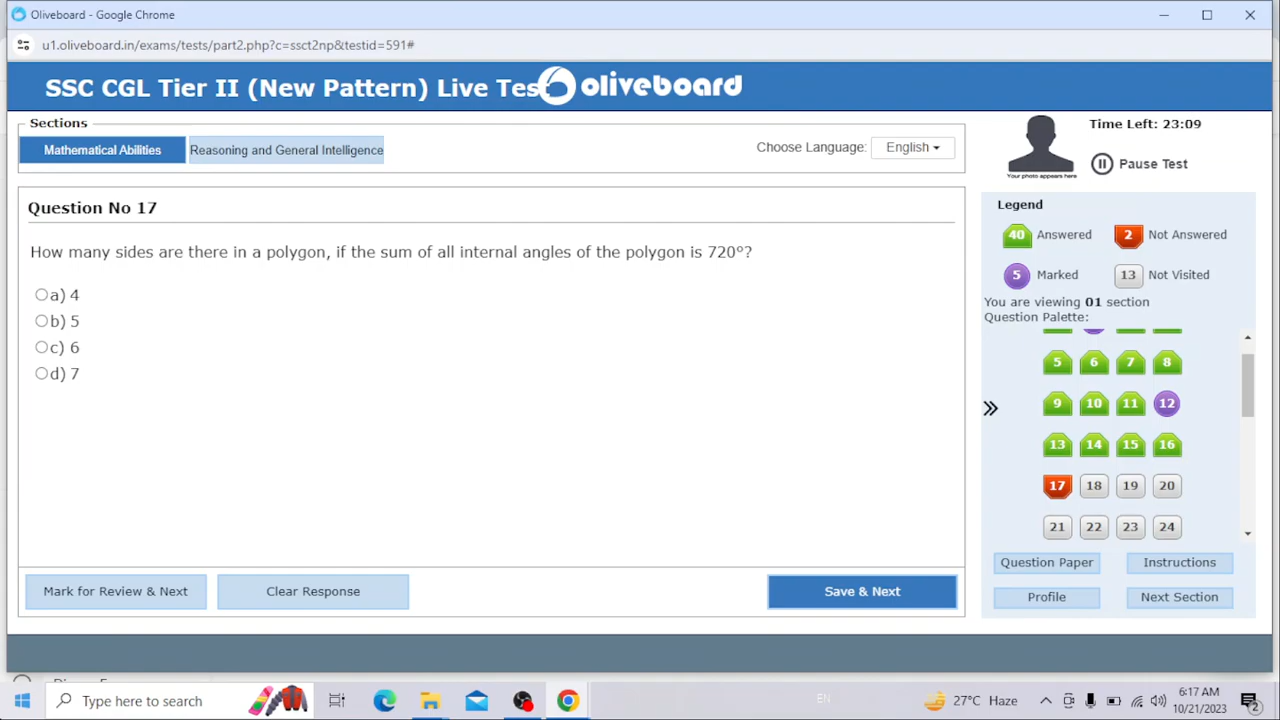 Oliveboard - Google Chrome
u1.oliveboard.in/exams/tests/part2.php?c=ssct2np&testid=591#
SSC CGL Tier II (New Pattern) Live Tes
oliveboard
Sections
Mathematical Abilities
Reasoning and General Intelligence
Choose Language:
English
Your photo appears here
Time Left: 23:09
Pause Test
Question No 17
How many sides are there in a polygon, if the sum of all internal angles of the polygon is 720°?
a) 4
b) 5
c) 6
d) 7
Mark for Review & Next
Clear Response
Save & Next
Legend
40 Answered
2 Not Answered
5 Marked
13 Not Visited
You are viewing 01 section
Question Palette:
5 6 7 8
9 10 11 12
13 14 15 16
17 18 19 20
21 22 23 24
Question Paper
Instructions
Profile
Next Section
Type here to search
EN
27°C Haze
6:17 AM
10/21/2023
2